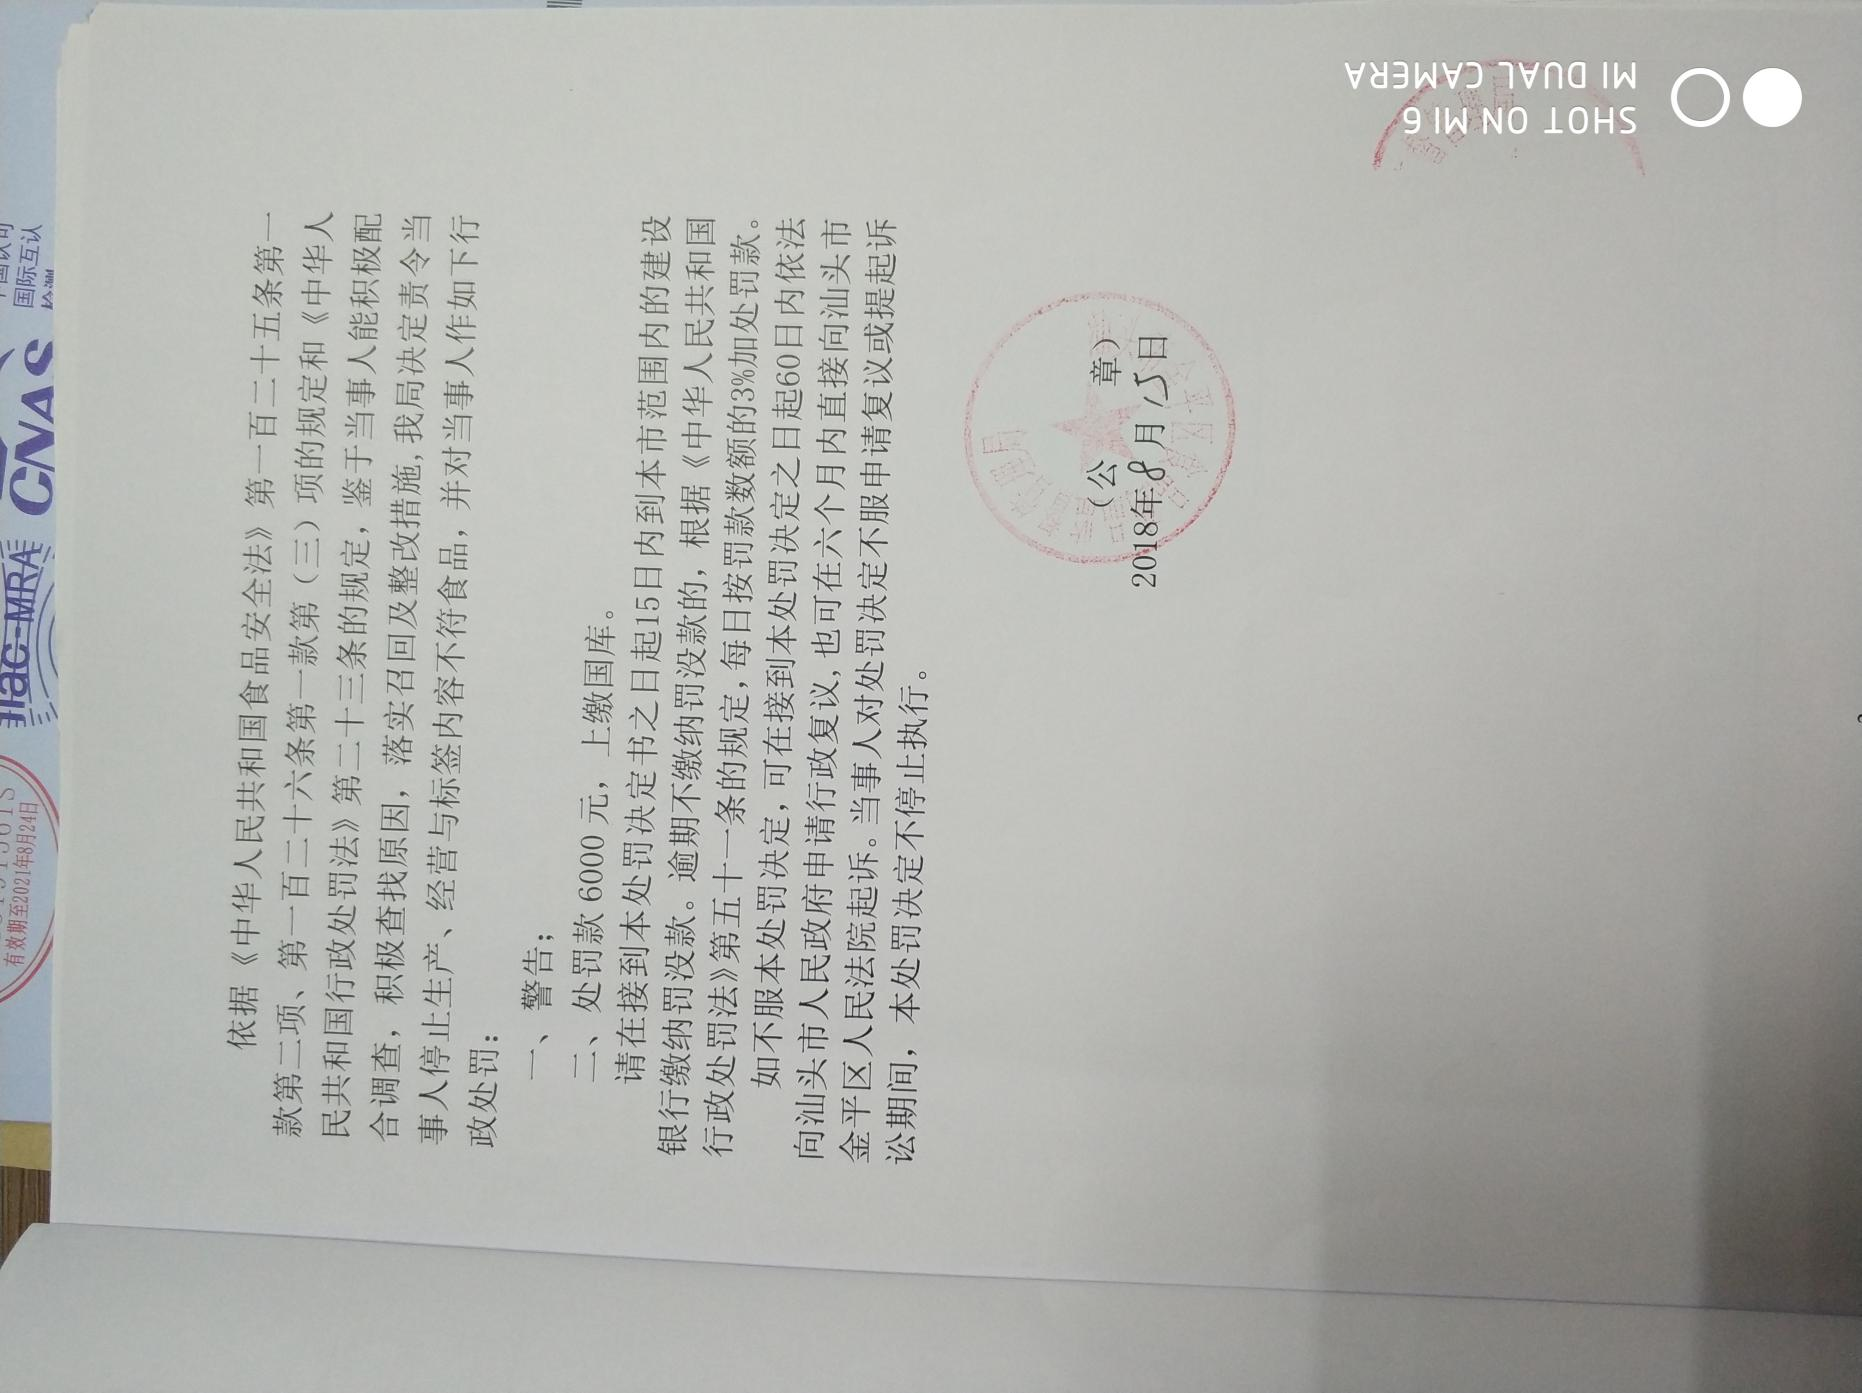 依据《中华人民共和国食品安全法》第一百二十五条第一
款第二项、第一百二十六条第一款第（三）项的规定和《中华人
民共和国行政处罚法》第二十三条的规定，鉴于当事人能积极配
合调查，积极查找原因，落实召回及整改措施，我局决定责令当
事人停止生产、经营与标签内容不符食品，并对当事人作如下行
政处罚：
一、警告；
二、处罚款 6000 元，上缴国库。
请在接到本处罚决定书之日起15日内到本市范围内的建设
银行缴纳罚没款。逾期不缴纳罚没款的，根据《中华人民共和国
行政处罚法》第五十一条的规定，每日按罚款数额的3%加处罚款。
如不服本处罚决定，可在接到本处罚决定之日起60日内依法
向汕头市人民政府申请行政复议，也可在六个月内直接向汕头市
金平区人民法院起诉。当事人对处罚决定不服申请复议或提起诉
讼期间，本处罚决定不停止执行。
（公 章）
2018年8月15日
ilac-MRA
CNAS
国际互认
有效期至2021年8月24日
SHOT ON MI 6
MI DUAL CAMERA